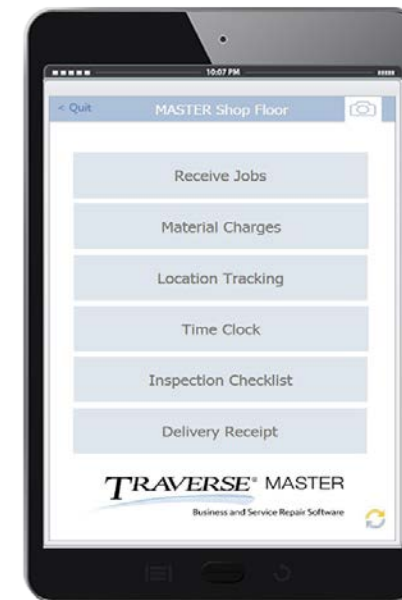 10:07 PM
< Quit MASTER Shop Floor
Receive Jobs
Material Charges
Location Tracking
Time Clock
Inspection Checklist
Delivery Receipt
TRAVERSE® MASTER
Business and Service Repair Software